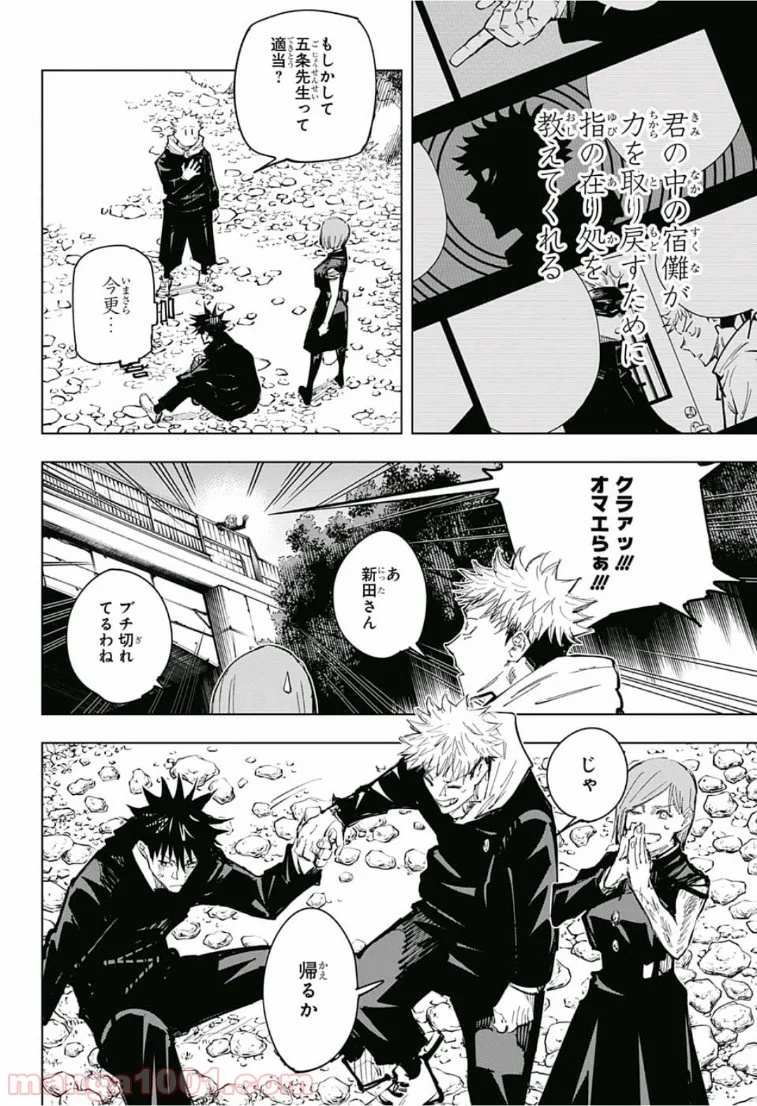 君の中の宿儺が
力を取り戻すために
指の在り処を
教えてくれる
もしかして
五条先生って
適当?
今更…
クラァッ!!!
オマエらぁ!!!
あ
新田さん
ブチ切れ
てるわね
じゃ
帰るか
manga1001.com